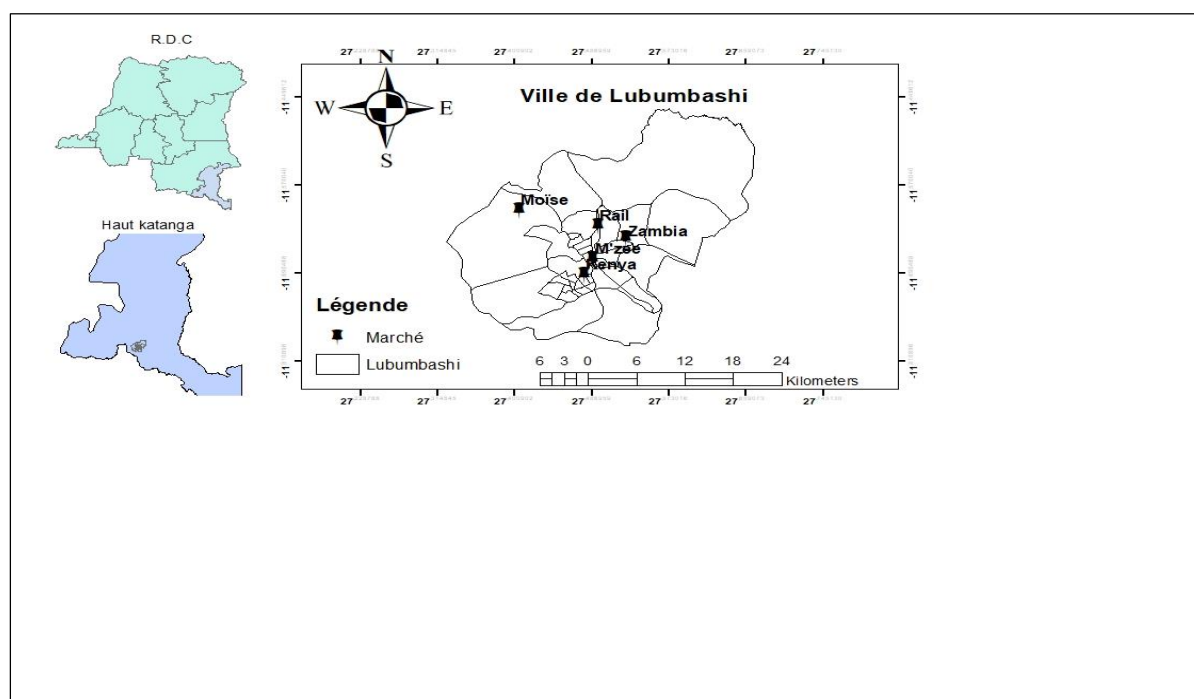 R.D.C
Haut katanga
27 27 27 27 27 27 27
N
W E
S
Ville de Lubumbashi
Moïse
Rail
Zambia
M'zée
Kenya
Légende
Marché
Lubumbashi
6 3 0 6 12 18 24
Kilometers
-11 -11 -11 -11
-11 -11 -11 -11
27 27 27 27 27 27 27